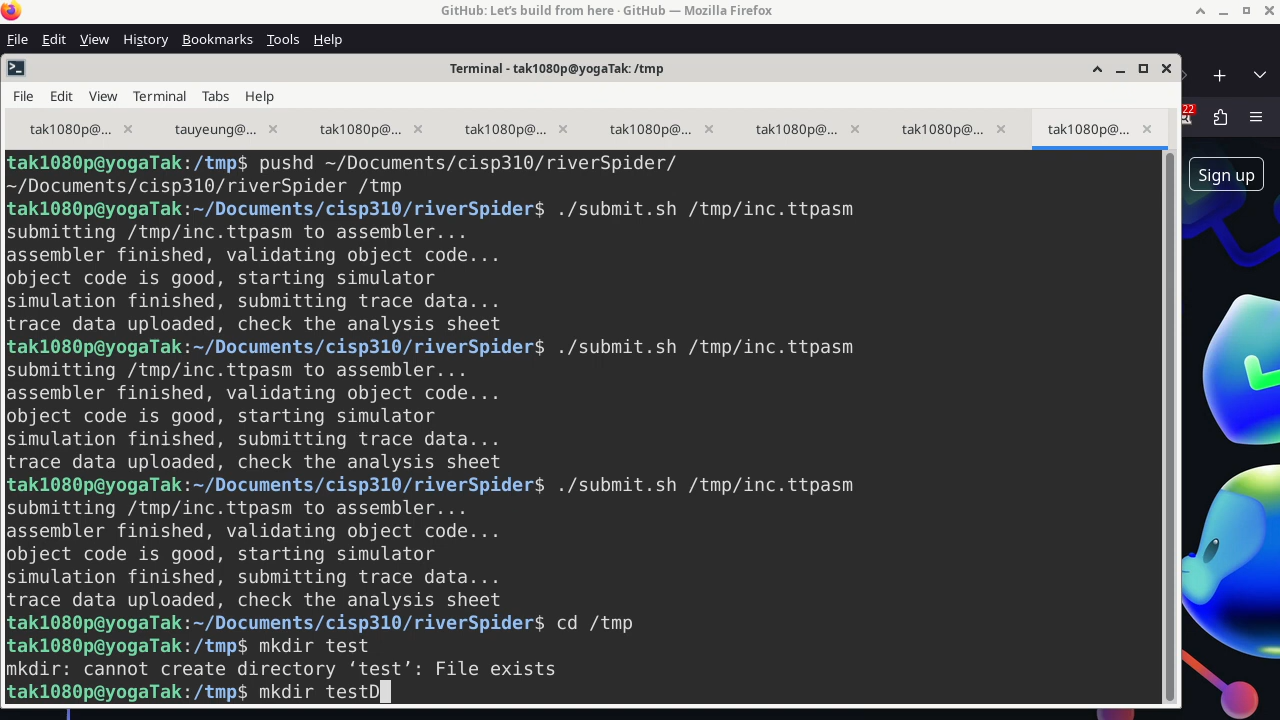 GitHub: Let's build from here · GitHub — Mozilla Firefox
File Edit View History Bookmarks Tools Help
Terminal - tak1080p@yogaTak: /tmp
File Edit View Terminal Tabs Help
22
tak1080p@... tauyeung@... tak1080p@... tak1080p@... tak1080p@... tak1080p@... tak1080p@... tak1080p@...
tak1080p@yogaTak:/tmp$ pushd ~/Documents/cisp310/riverSpider/
~/Documents/cisp310/riverSpider /tmp
Sign up
tak1080p@yogaTak:~/Documents/cisp310/riverSpider$ ./submit.sh /tmp/inc.ttpasm
submitting /tmp/inc.ttpasm to assembler...
assembler finished, validating object code...
object code is good, starting simulator
simulation finished, submitting trace data...
trace data uploaded, check the analysis sheet
tak1080p@yogaTak:~/Documents/cisp310/riverSpider$ ./submit.sh /tmp/inc.ttpasm
submitting /tmp/inc.ttpasm to assembler...
assembler finished, validating object code...
object code is good, starting simulator
simulation finished, submitting trace data...
trace data uploaded, check the analysis sheet
tak1080p@yogaTak:~/Documents/cisp310/riverSpider$ ./submit.sh /tmp/inc.ttpasm
submitting /tmp/inc.ttpasm to assembler...
assembler finished, validating object code...
object code is good, starting simulator
simulation finished, submitting trace data...
trace data uploaded, check the analysis sheet
tak1080p@yogaTak:~/Documents/cisp310/riverSpider$ cd /tmp
tak1080p@yogaTak:/tmp$ mkdir test
mkdir: cannot create directory ‘test’: File exists
tak1080p@yogaTak:/tmp$ mkdir testD